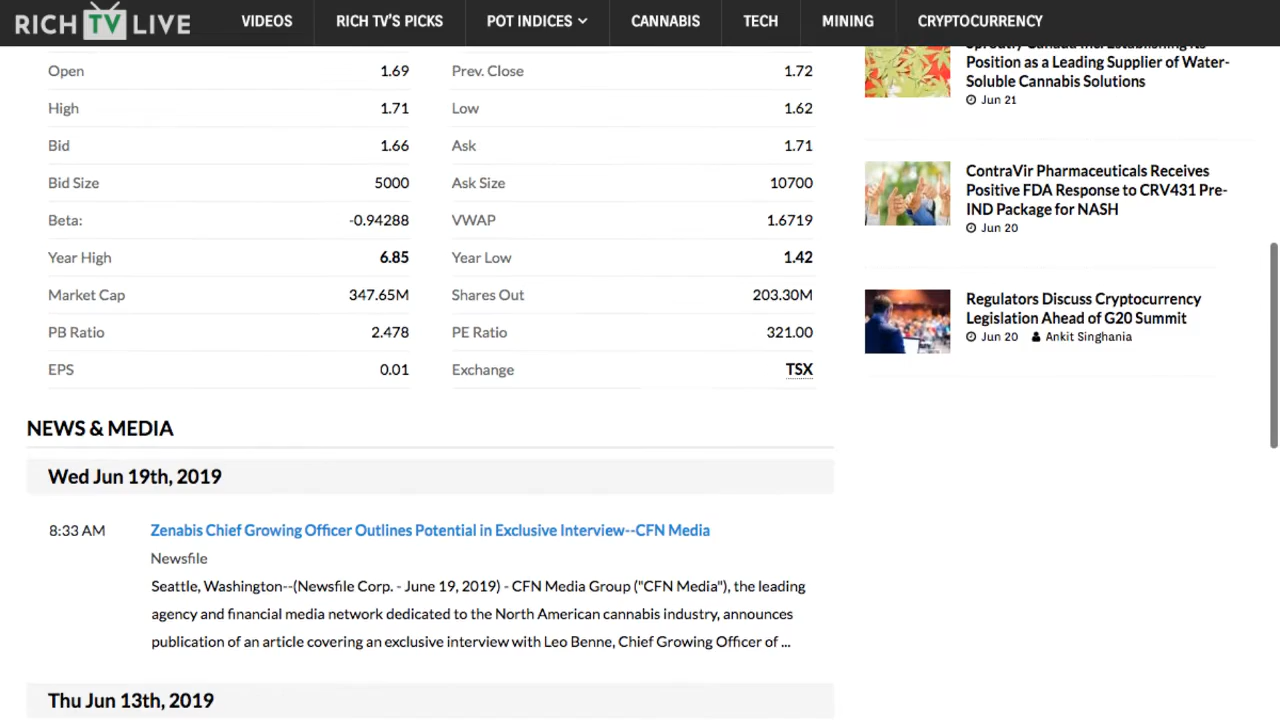 RICH TV LIVE
VIDEOS
RICH TV'S PICKS
POT INDICES
CANNABIS
TECH
MINING
CRYPTOCURRENCY
Open 1.69 Prev. Close 1.72
High 1.71 Low 1.62
Bid 1.66 Ask 1.71
Bid Size 5000 Ask Size 10700
Beta: -0.94288 VWAP 1.6719
Year High 6.85 Year Low 1.42
Market Cap 347.65M Shares Out 203.30M
PB Ratio 2.478 PE Ratio 321.00
EPS 0.01 Exchange TSX
NEWS & MEDIA
Wed Jun 19th, 2019
8:33 AM Zenabis Chief Growing Officer Outlines Potential in Exclusive Interview--CFN Media
Newsfile
Seattle, Washington--(Newsfile Corp. - June 19, 2019) - CFN Media Group ("CFN Media"), the leading
agency and financial media network dedicated to the North American cannabis industry, announces
publication of an article covering an exclusive interview with Leo Benne, Chief Growing Officer of ...
Thu Jun 13th, 2019
Canada Inc. Establishing Its
Position as a Leading Supplier of Water-
Soluble Cannabis Solutions
Jun 21
ContraVir Pharmaceuticals Receives
Positive FDA Response to CRV431 Pre-
IND Package for NASH
Jun 20
Regulators Discuss Cryptocurrency
Legislation Ahead of G20 Summit
Jun 20 Ankit Singhania